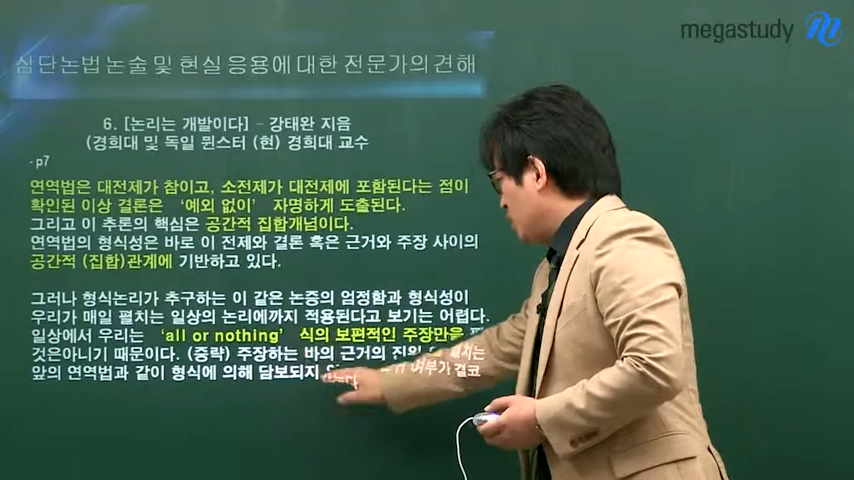 megastudy
삼단논법 논술 및 현실 응용에 대한 전문가의 견해
6. [논리는 개발이다] - 강태완 지음
(경희대 및 독일 뮌스터 (현) 경희대 교수
- p7
연역법은 대전제가 참이고, 소전제가 대전제에 포함된다는 점이
확인된 이상 결론은 ‘예외 없이’ 자명하게 도출된다.
그리고 이 추론의 핵심은 공간적 집합개념이다.
연역법의 형식성은 바로 이 전제와 결론 혹은 근거와 주장 사이의
공간적 (집합)관계에 기반하고 있다.
그러나 형식논리가 추구하는 이 같은 논증의 엄정함과 형식성이
우리가 매일 펼치는 일상의 논리에까지 적용된다고 보기는 어렵다.
일상에서 우리는 ‘all or nothing’ 식의 보편적인 주장만을
것은아니기 때문이다. (중략) 주장하는 바의 근거의 진위
앞의 연역법과 같이 형식에 의해 담보되지 여부가 결코